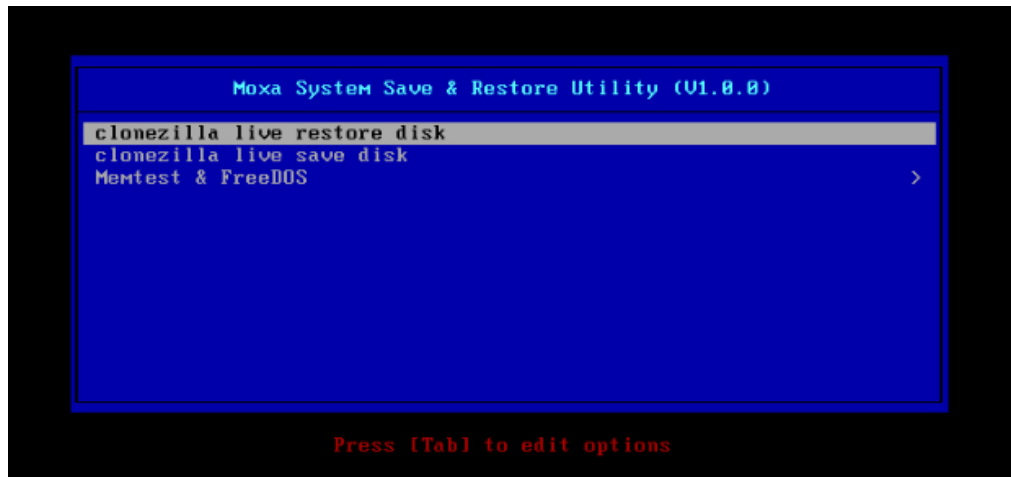 Moxa System Save & Restore Utility (V1.0.0)
clonezilla live restore disk
clonezilla live save disk
Memtest & FreeDOS >
Press [Tab] to edit options